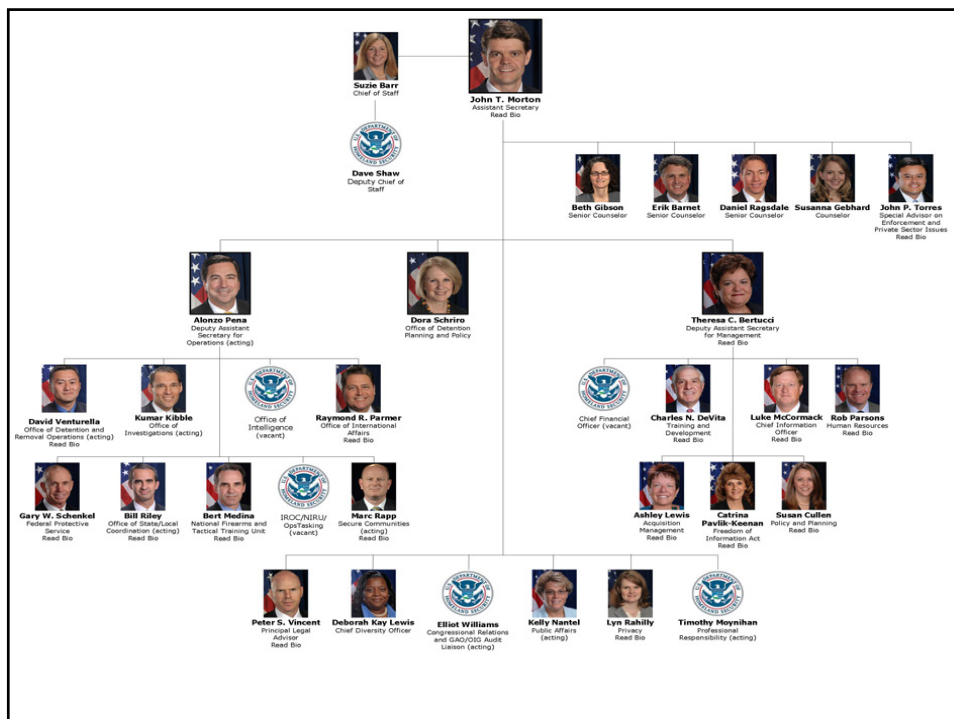 Suzie Barr
Chief of Staff
John T. Morton
Assistant Secretary
Read Bio
Dave Shaw
Deputy Chief of
Staff
Beth Gibson
Senior Counselor
Erik Barnet
Senior Counselor
Daniel Ragsdale
Senior Counselor
Susanna Gebhard
Counselor
John P. Torres
Special Advisor on
Enforcement and
Private Sector Issues
Read Bio
Alonzo Pena
Deputy Assistant
Secretary for
Operations (acting)
Dora Schriro
Office of Detention
Planning and Policy
Theresa C. Bertucci
Deputy Assistant Secretary
for Management
Read Bio
David Venturella
Office of Detention and
Removal Operations (acting)
Read Bio
Kumar Kibble
Office of
Investigations (acting)
Office of
Intelligence
(vacant)
Raymond R. Parmer
Office of International
Affairs
Read Bio
Chief Financial
Officer (vacant)
Charles N. DeVita
Training and
Development
Read Bio
Luke McCormack
Chief Information
Officer
Read Bio
Rob Parsons
Human Resources
Read Bio
Gary W. Schenkel
Federal Protective
Service
Read Bio
Bill Riley
Office of State/Local
Coordination (acting)
Read Bio
Bert Medina
National Firearms and
Tactical Training Unit
Read Bio
IROC/NIRU/
OpsTasking
(vacant)
Marc Rapp
Secure Communities
(acting)
Read Bio
Ashley Lewis
Acquisition
Management
Read Bio
Catrina
Pavlik-Keenan
Freedom of
Information Act
Read Bio
Susan Cullen
Policy and Planning
Read Bio
Peter S. Vincent
Principal Legal
Advisor
Read Bio
Deborah Kay Lewis
Chief Diversity Officer
Elliot Williams
Congressional Relations
and GAO/OIG Audit
Liaison (acting)
Kelly Nantel
Public Affairs
(acting)
Lyn Rahilly
Privacy
Read Bio
Timothy Moynihan
Professional
Responsibility (acting)